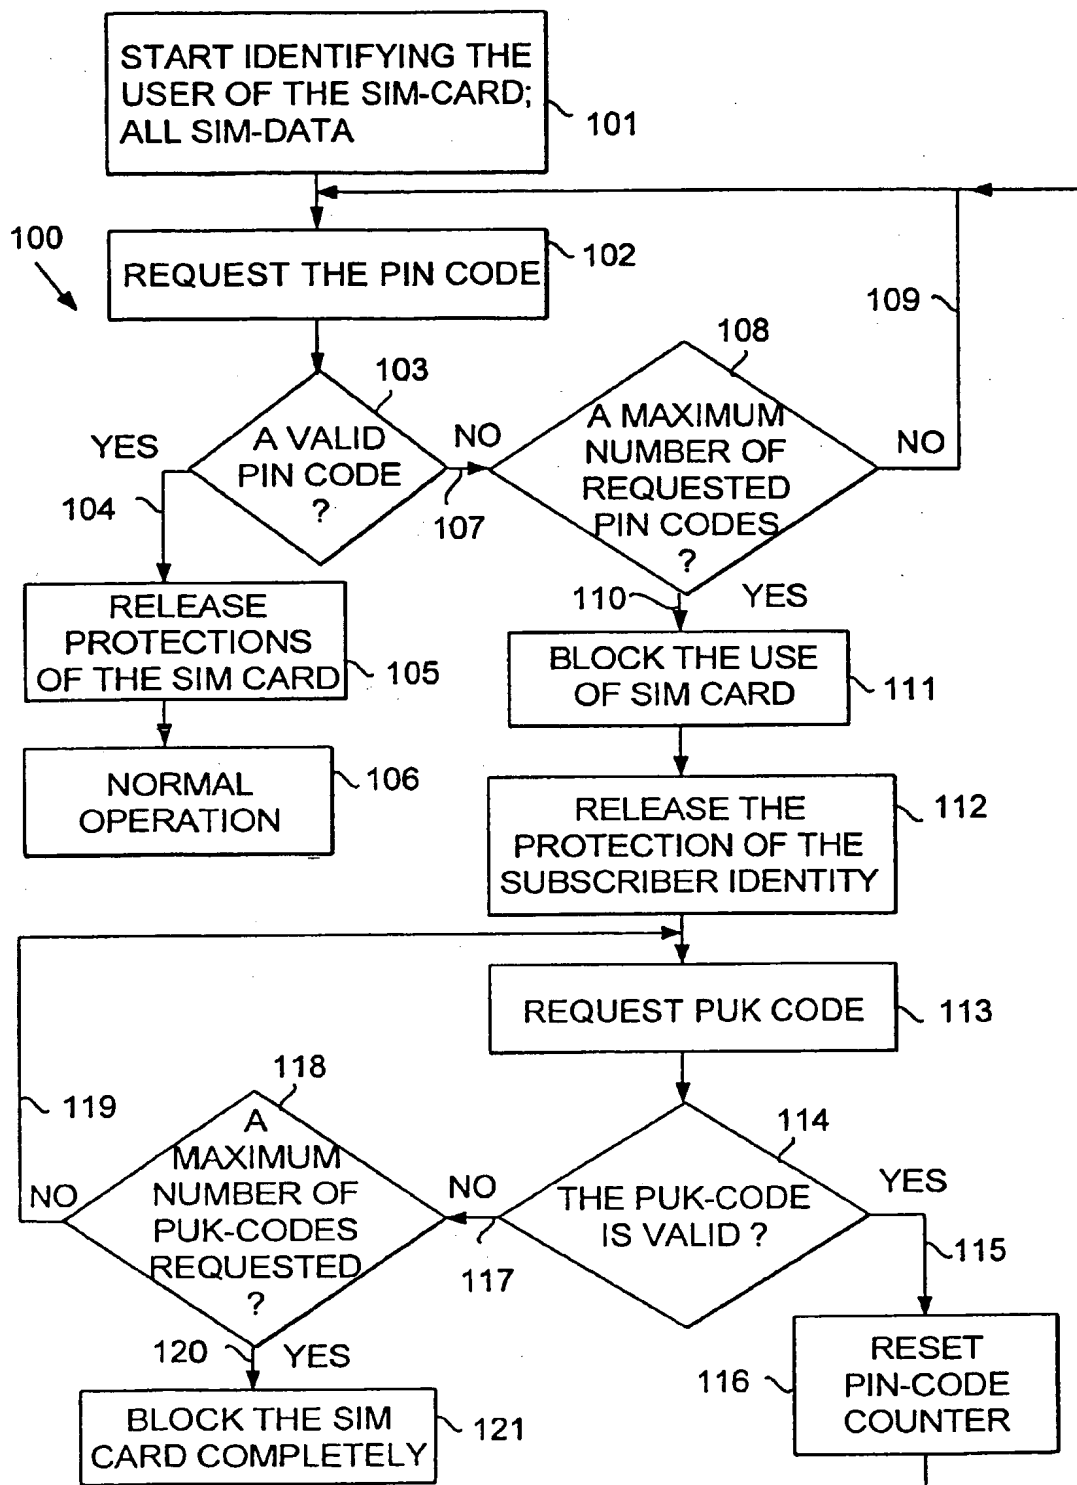 START IDENTIFYING THE
USER OF THE SIM-CARD;
ALL SIM-DATA
101
100
REQUEST THE PIN CODE
102
109
108
103
YES
A VALID
PIN CODE
?
NO
107
A MAXIMUM
NUMBER OF
REQUESTED
PIN CODES
?
NO
104
110
YES
RELEASE
PROTECTIONS
OF THE SIM CARD
105
BLOCK THE USE
OF SIM CARD
111
NORMAL
OPERATION
106
RELEASE THE
PROTECTION OF THE
SUBSCRIBER IDENTITY
112
REQUEST PUK CODE
113
119
118
A
MAXIMUM
NUMBER OF
PUK-CODES
REQUESTED
?
NO
NO
117
114
THE PUK-CODE
IS VALID ?
YES
115
120
YES
116
RESET
PIN-CODE
COUNTER
BLOCK THE SIM
CARD COMPLETELY
121